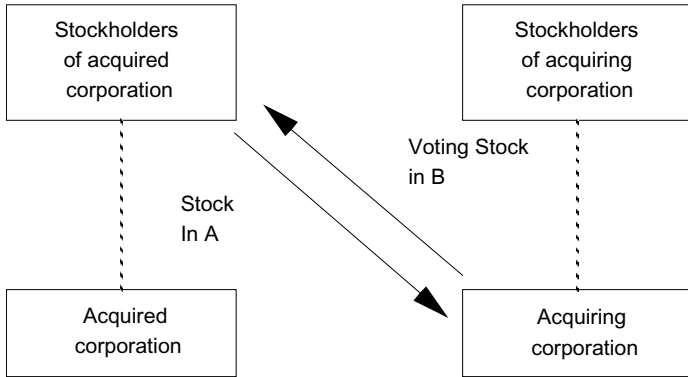 Stockholders
of acquired
corporation
Stockholders
of acquiring
corporation
Voting Stock
in B
Stock
In A
Acquired
corporation
Acquiring
corporation